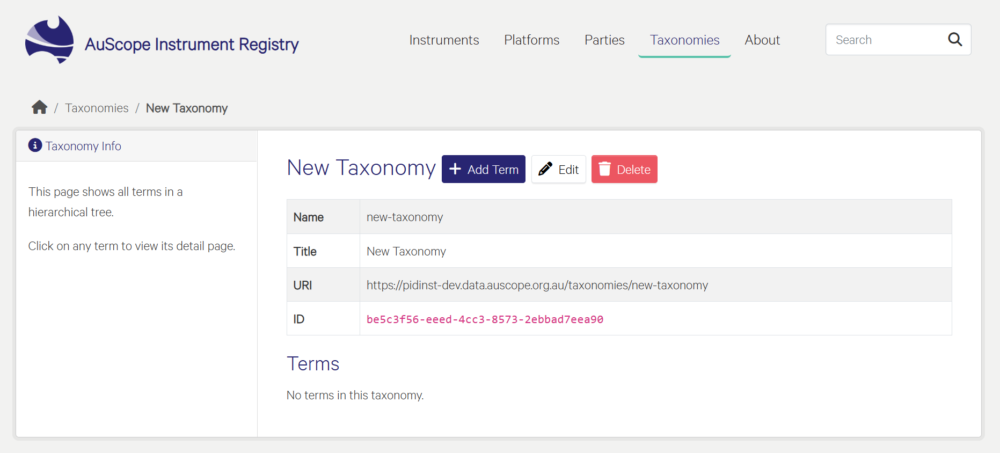 AuScope Instrument Registry
Instruments Platforms Parties Taxonomies About
Search
/ Taxonomies / New Taxonomy
Taxonomy Info
This page shows all terms in a
hierarchical tree.
Click on any term to view its detail page.
New Taxonomy
Add Term
Edit
Delete
Name new-taxonomy
Title New Taxonomy
URI https://pidinst-dev.data.auscope.org.au/taxonomies/new-taxonomy
ID be5c3f56-eeed-4cc3-8573-2ebbad7eea90
Terms
No terms in this taxonomy.